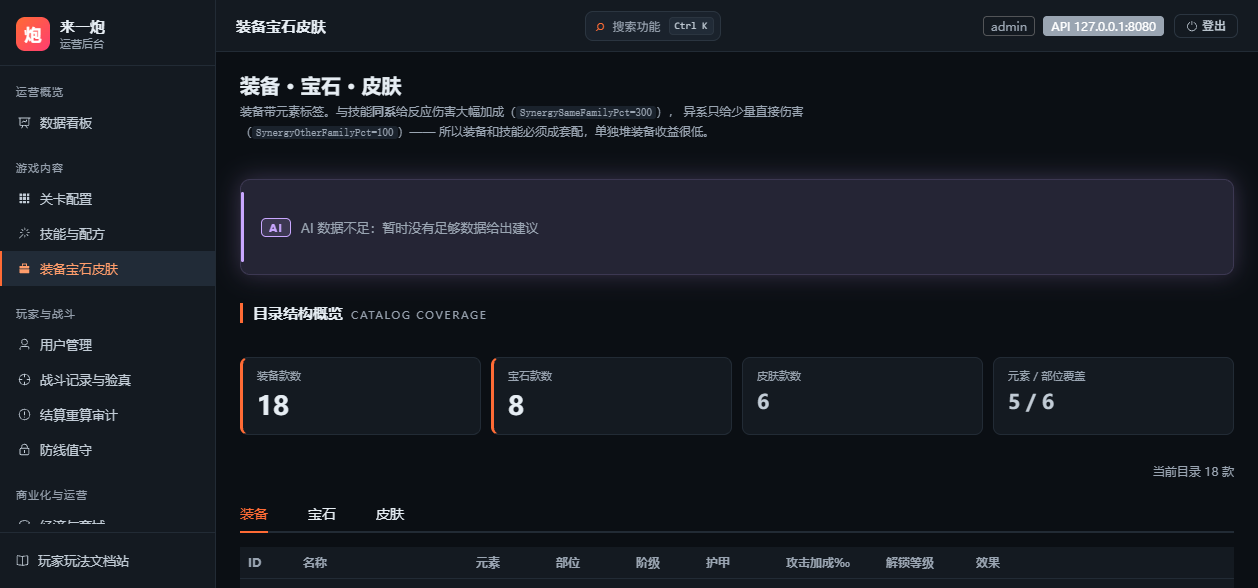 炮
来一炮
运营后台
装备宝石皮肤
搜索功能 Ctrl K
admin
API 127.0.0.1:8080
登出
运营概览
数据看板
游戏内容
关卡配置
技能与配方
装备宝石皮肤
玩家与战斗
用户管理
战斗记录与验真
结算重算审计
防线值守
商业化与运营
玩家玩法文档站
装备・宝石・皮肤
装备带元素标签。与技能同系给反应伤害大幅加成（SynergySameFamilyPct=300），异系只给少量直接伤害
（SynergyOtherFamilyPct=100）—— 所以装备和技能必须成套配，单独堆装备收益很低。
AI AI 数据不足：暂时没有足够数据给出建议
目录结构概览 CATALOG COVERAGE
装备款数
18
宝石款数
8
皮肤款数
6
元素 / 部位覆盖
5 / 6
当前目录 18 款
装备 宝石 皮肤
ID 名称 元素 部位 阶级 护甲 攻击加成‰ 解锁等级 效果